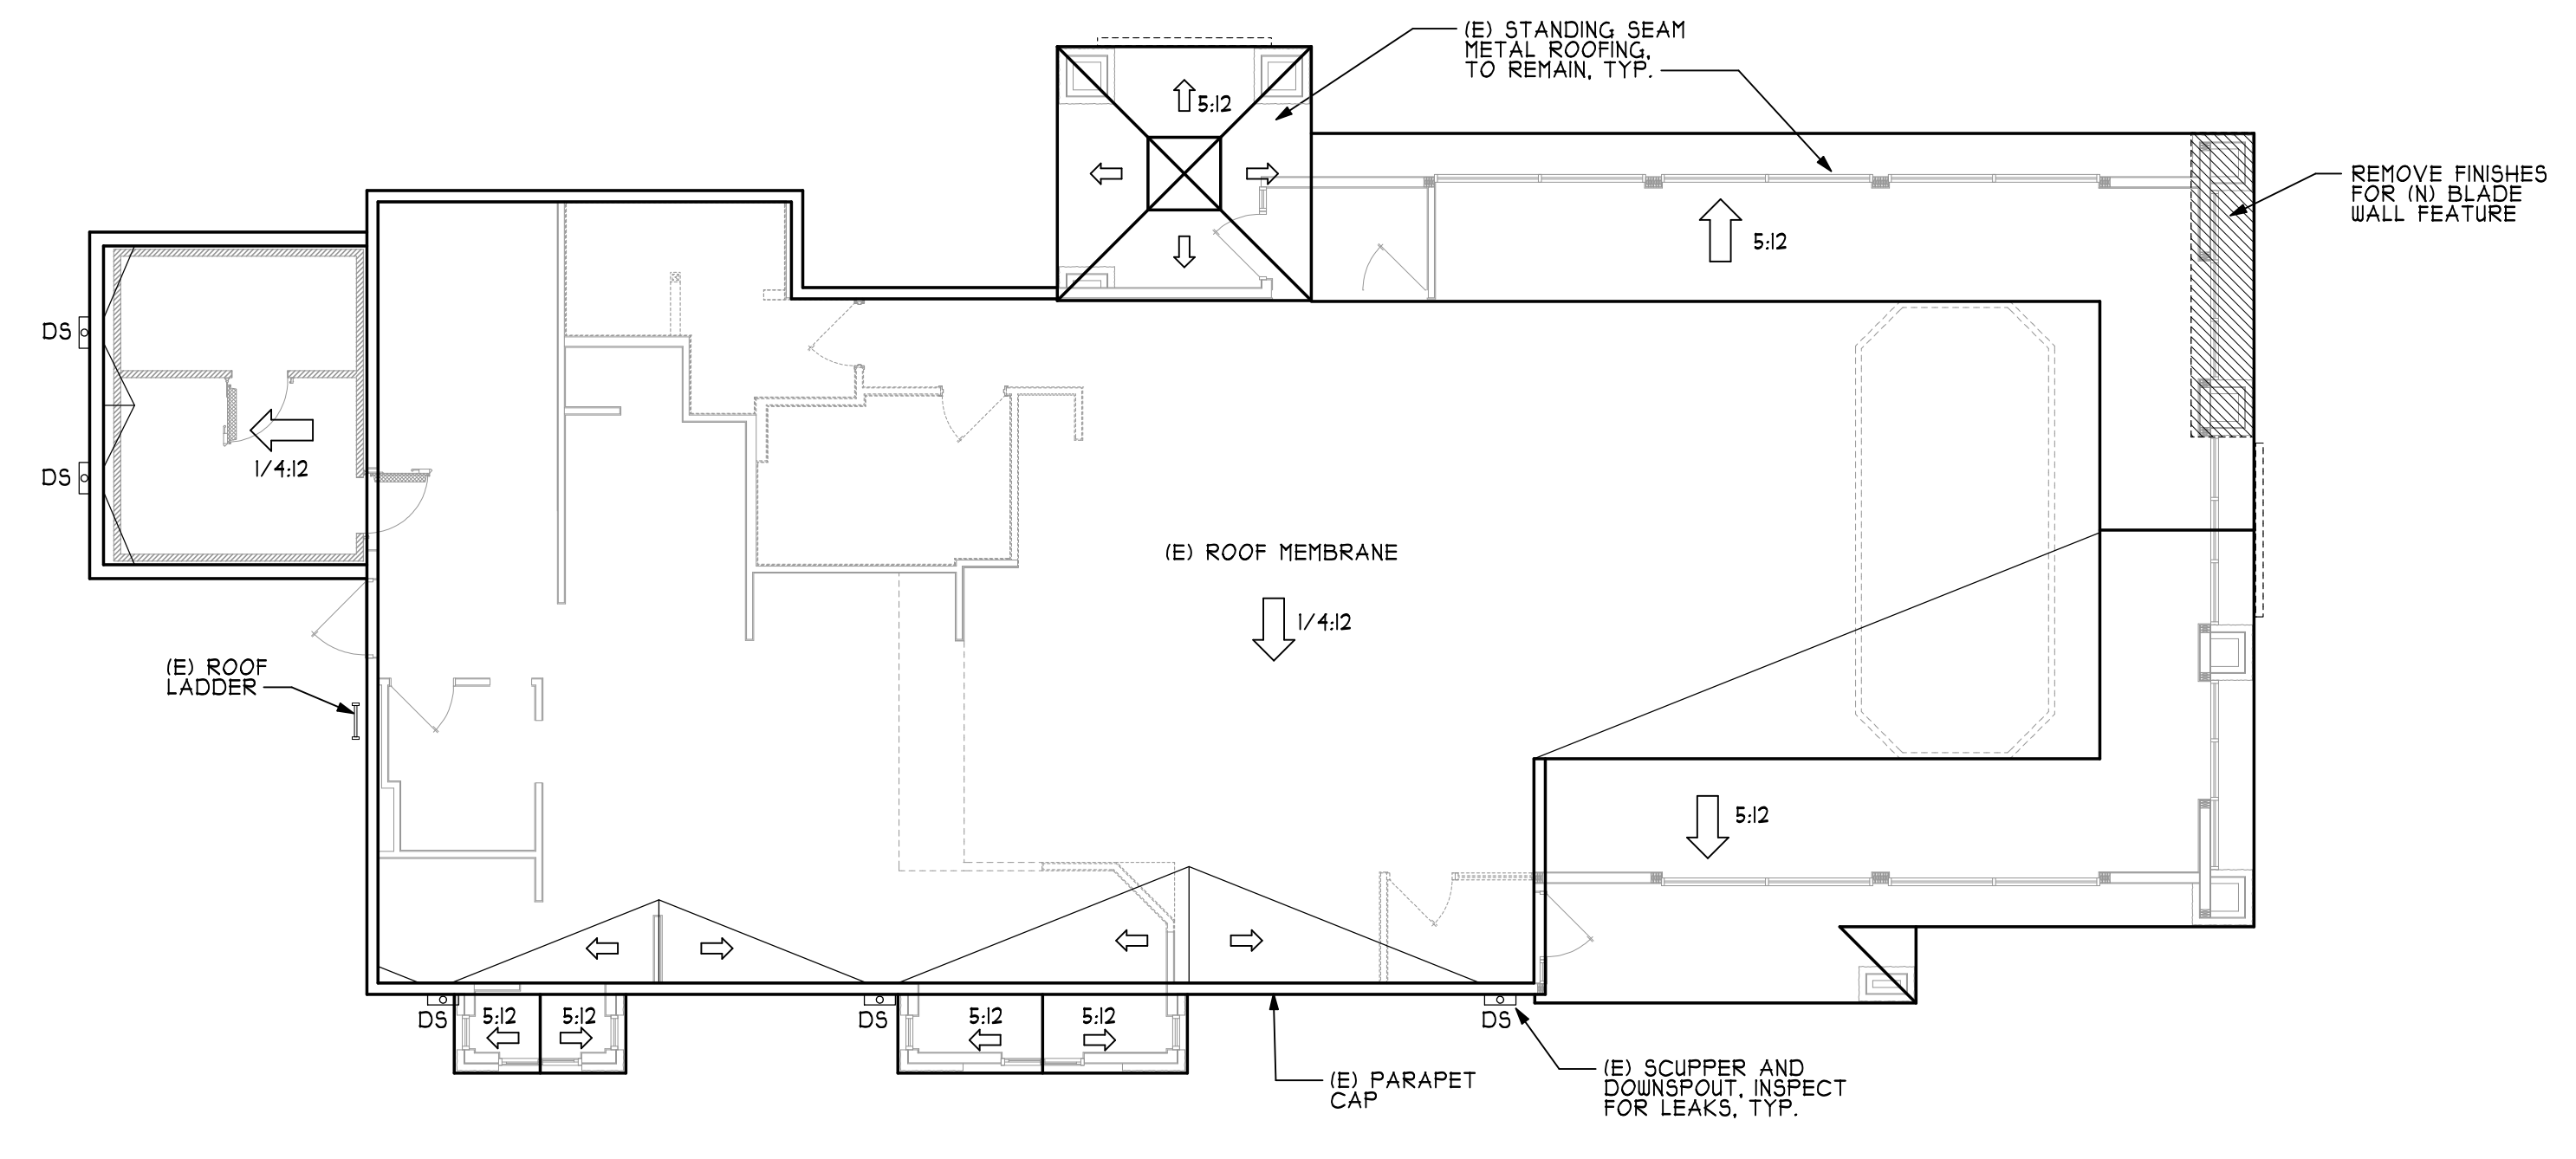 (E) STANDING SEAM
METAL ROOFING,
TO REMAIN, TYP.
5:12
REMOVE FINISHES
FOR (N) BLADE
WALL FEATURE
5:12
DS
DS
1/4:12
(E) ROOF MEMBRANE
1/4:12
(E) ROOF
LADDER
5:12
DS
5:12
5:12
DS
5:12
5:12
DS
(E) PARAPET
CAP
(E) SCUPPER AND
DOWNSPOUT, INSPECT
FOR LEAKS, TYP.